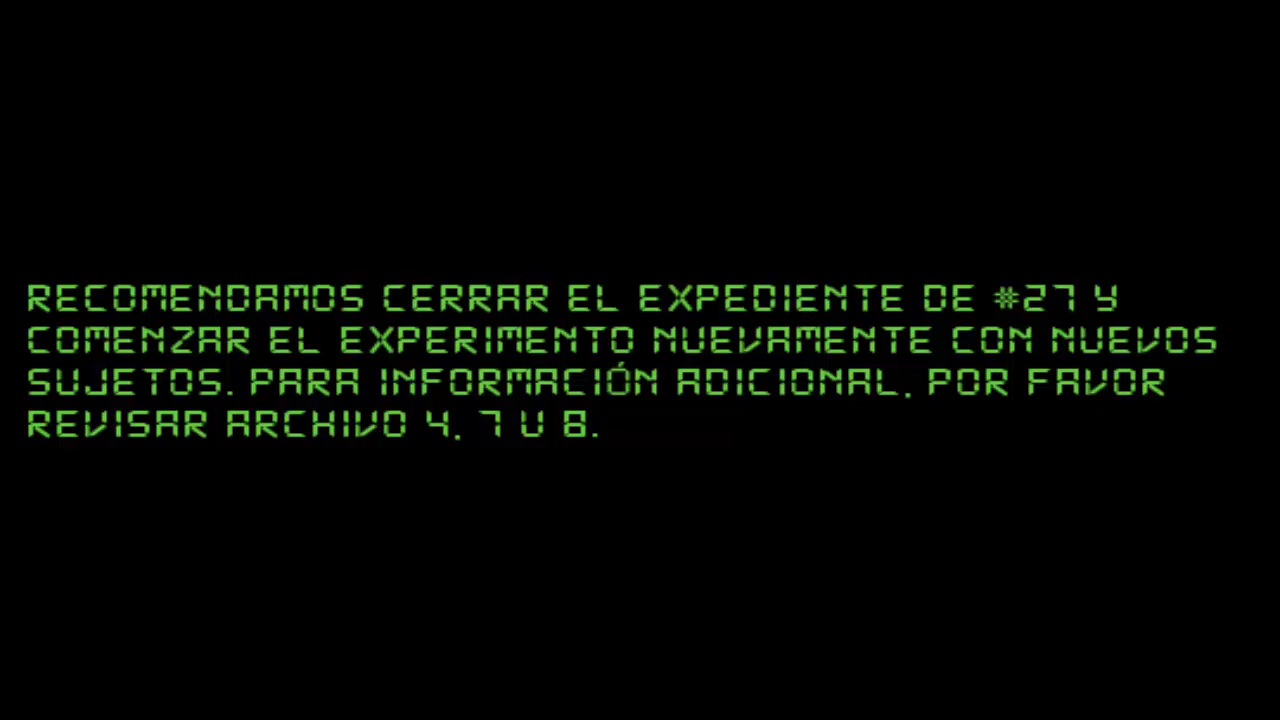 RECOMENDAMOS CERRAR EL EXPEDIENTE DE #27 Y
COMENZAR EL EXPERIMENTO NUEVAMENTE CON NUEVOS
SUJETOS. PARA INFORMACIÓN ADICIONAL, POR FAVOR
REVISAR ARCHIVO 4, 7 U 8.